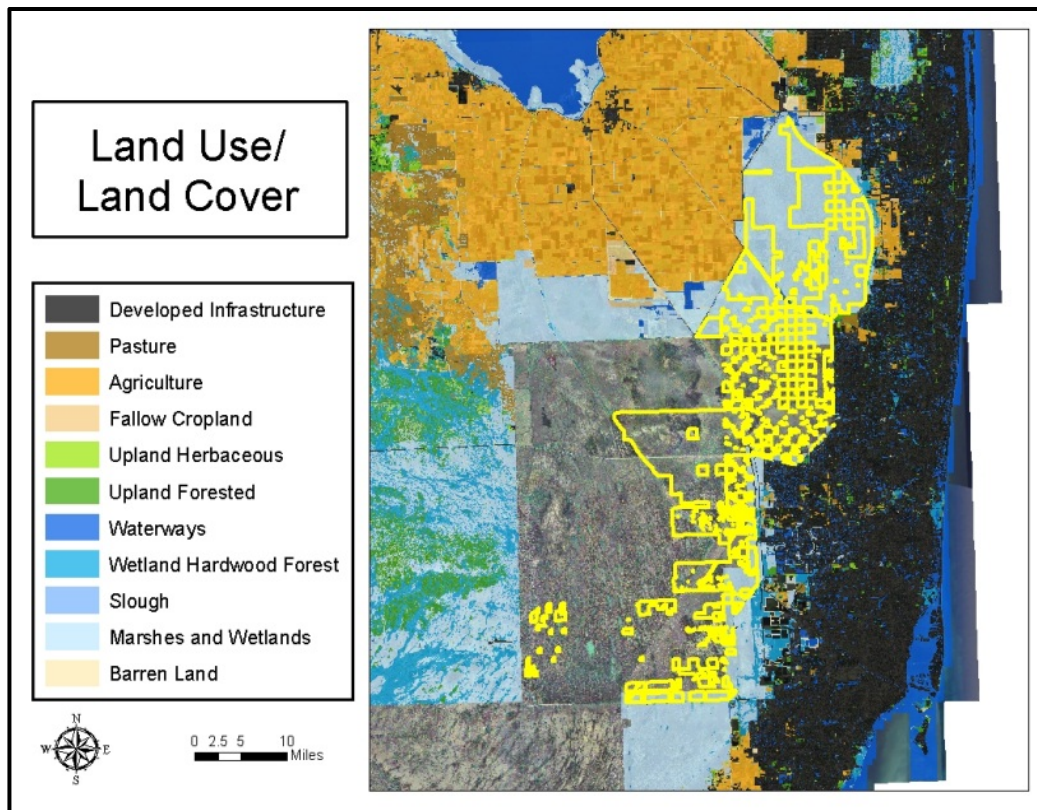 Land Use/
Land Cover
Developed Infrastructure
Pasture
Agriculture
Fallow Cropland
Upland Herbaceous
Upland Forested
Waterways
Wetland Hardwood Forest
Slough
Marshes and Wetlands
Barren Land
N
W E
S
0 2.5 5 10
Miles